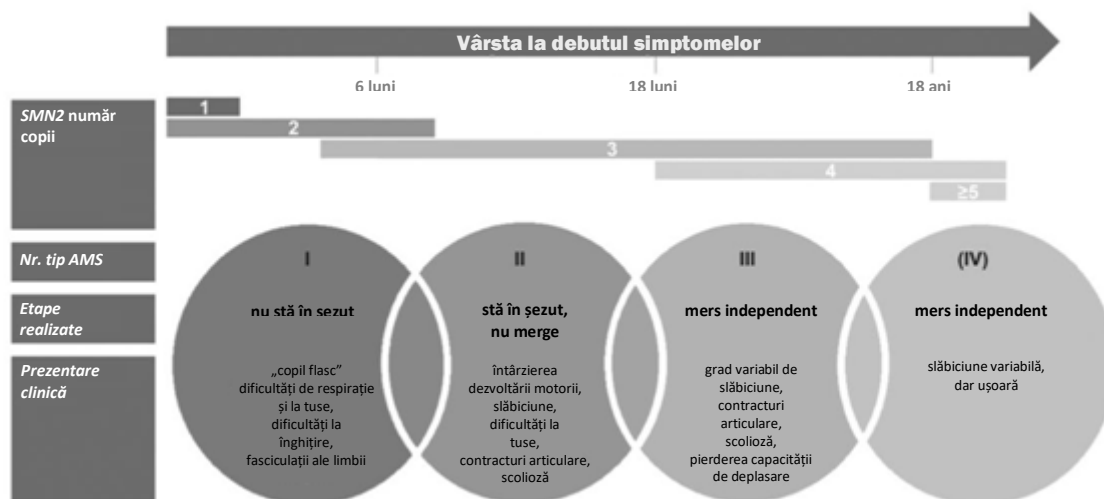 Vârsta la debutul simptomelor
6 luni
18 luni
18 ani
SMN2 număr
copii
1
2
3
4
≥5
Nr. tip AMS
I
II
III
(IV)
Etape
realizate
nu stă în șezut
stă în șezut,
nu merge
mers independent
mers independent
Prezentare
clinică
„copil flasc”
dificultăți de respirație
și la tuse,
dificultăți la
înghițire,
fasciculații ale limbii
întârzierea
dezvoltării motorii,
slăbiciune,
dificultăți la
tuse,
contracturi articulare,
scolioză
grad variabil de
slăbiciune,
contracturi
articulare,
scolioză,
pierderea capacității
de deplasare
slăbiciune variabilă,
dar ușoară